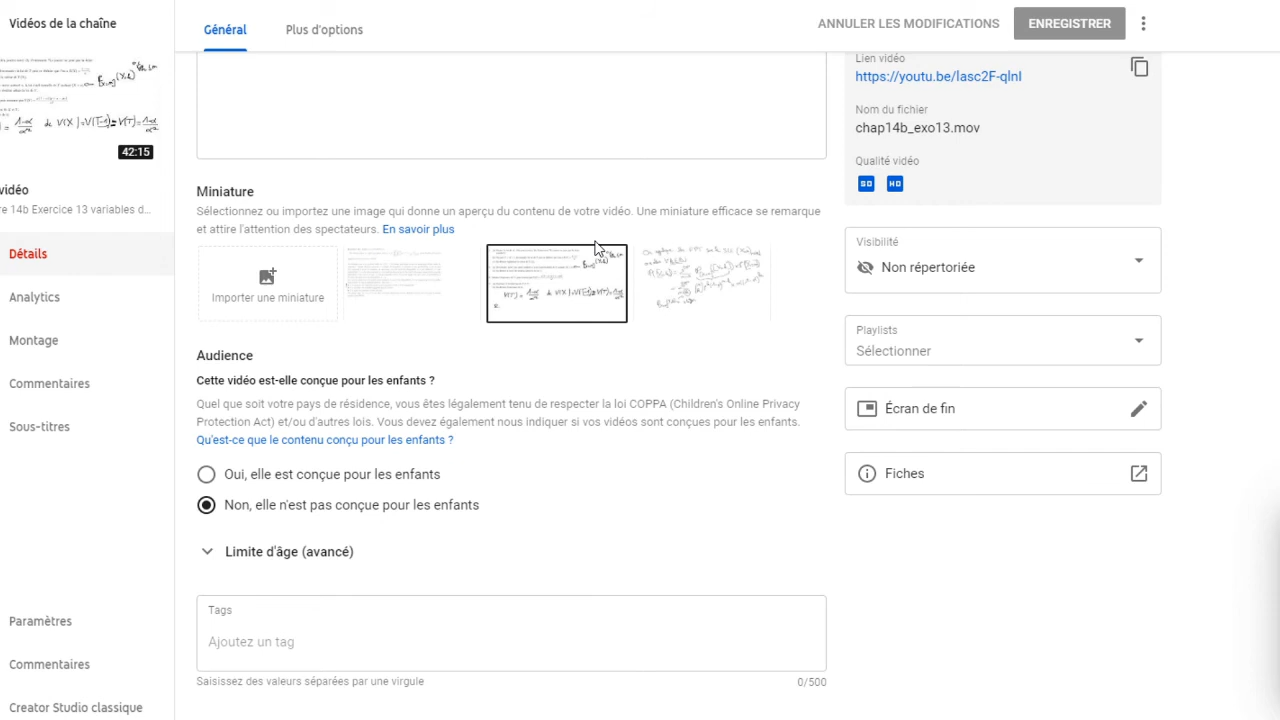 Vidéos de la chaîne
Général
Plus d'options
ANNULER LES MODIFICATIONS
ENREGISTRER
42:15
vidéo
re 14b Exercice 13 variables d...
Détails
Analytics
Montage
Commentaires
Sous-titres
Paramètres
Commentaires
Creator Studio classique
Miniature
Sélectionnez ou importez une image qui donne un aperçu du contenu de votre vidéo. Une miniature efficace se remarque
et attire l'attention des spectateurs. En savoir plus
Importer une miniature
Audience
Cette vidéo est-elle conçue pour les enfants ?
Quel que soit votre pays de résidence, vous êtes légalement tenu de respecter la loi COPPA (Children's Online Privacy
Protection Act) et/ou d'autres lois. Vous devez également nous indiquer si vos vidéos sont conçues pour les enfants.
Qu'est-ce que le contenu conçu pour les enfants ?
Oui, elle est conçue pour les enfants
Non, elle n'est pas conçue pour les enfants
Limite d'âge (avancé)
Tags
Ajoutez un tag
Saisissez des valeurs séparées par une virgule
0/500
Lien vidéo
https://youtu.be/Iasc2F-qlnI
Nom du fichier
chap14b_exo13.mov
Qualité vidéo
SD
HD
Visibilité
Non répertoriée
Playlists
Sélectionner
Écran de fin
Fiches